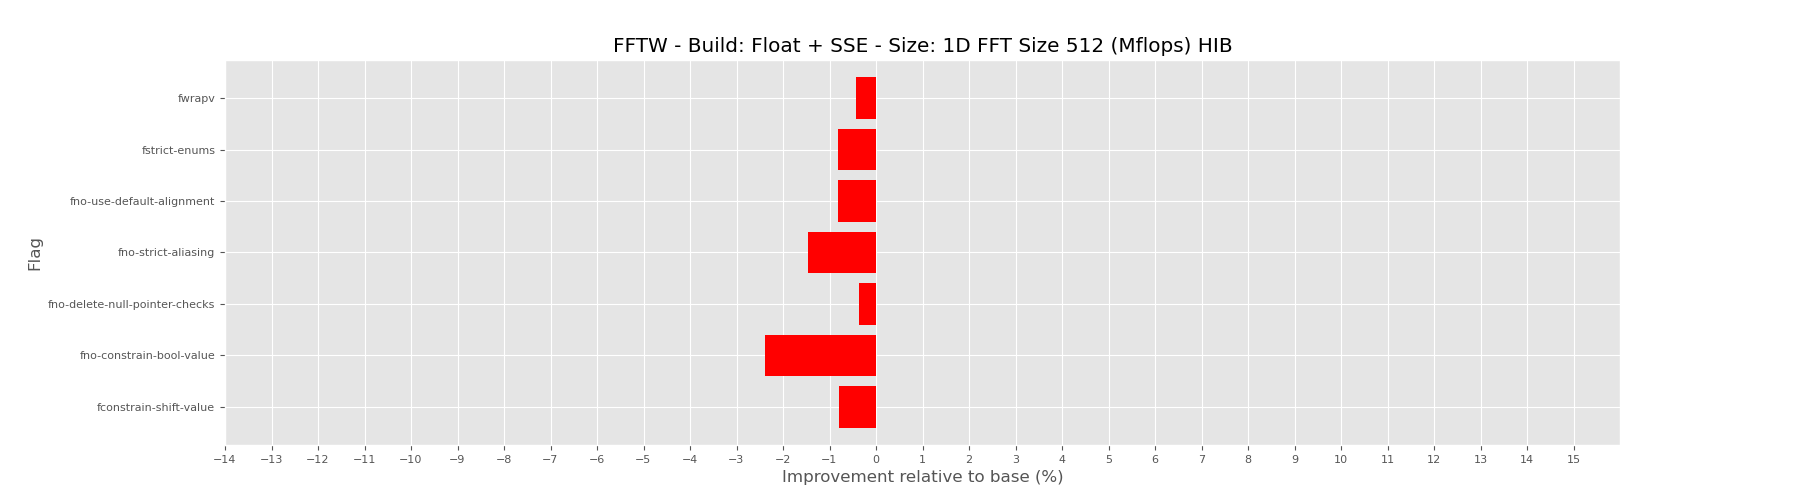 FFTW - Build: Float + SSE - Size: 1D FFT Size 512 (Mflops) HIB
Flag
fwrapv
fstrict-enums
fno-use-default-alignment
fno-strict-aliasing
fno-delete-null-pointer-checks
fno-constrain-bool-value
fconstrain-shift-value
−14 −13 −12 −11 −10 −9 −8 −7 −6 −5 −4 −3 −2 −1 0 1 2 3 4 5 6 7 8 9 10 11 12 13 14 15
Improvement relative to base (%)